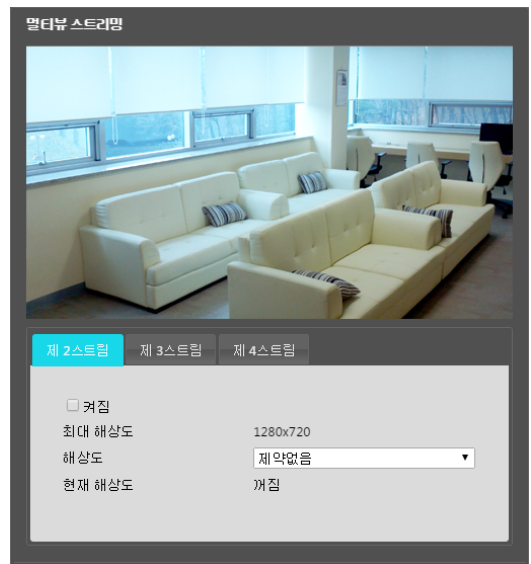 멀티뷰 스트리밍
제 2스트림 제 3스트림 제 4스트림
켜짐
최대 해상도 1280x720
해상도 제약없음
현재 해상도 꺼짐